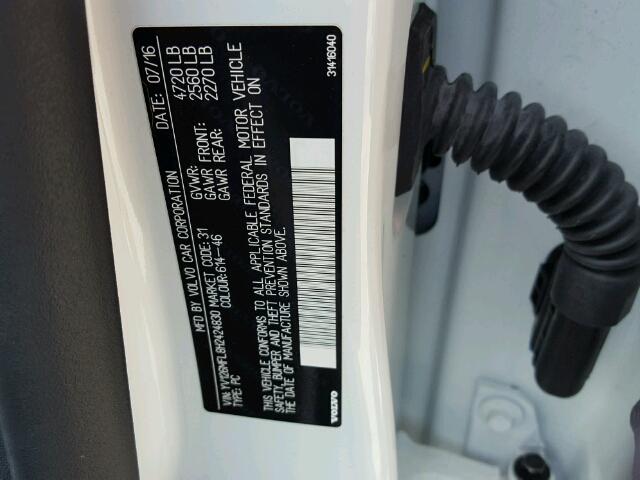 MFD. BY VOLVO CAR CORPORATION DATE: 07/16
GVWR: 4720 LB
GAWR FRONT: 2560 LB
GAWR REAR: 2270 LB
MARKET CODE: 31
COLOUR: 614-46
TYPE: PC
THIS VEHICLE CONFORMS TO ALL APPLICABLE FEDERAL MOTOR VEHICLE
SAFETY, BUMPER AND THEFT PREVENTION STANDARDS IN EFFECT ON
THE DATE OF MANUFACTURE SHOWN ABOVE.
VOLVO 31416040